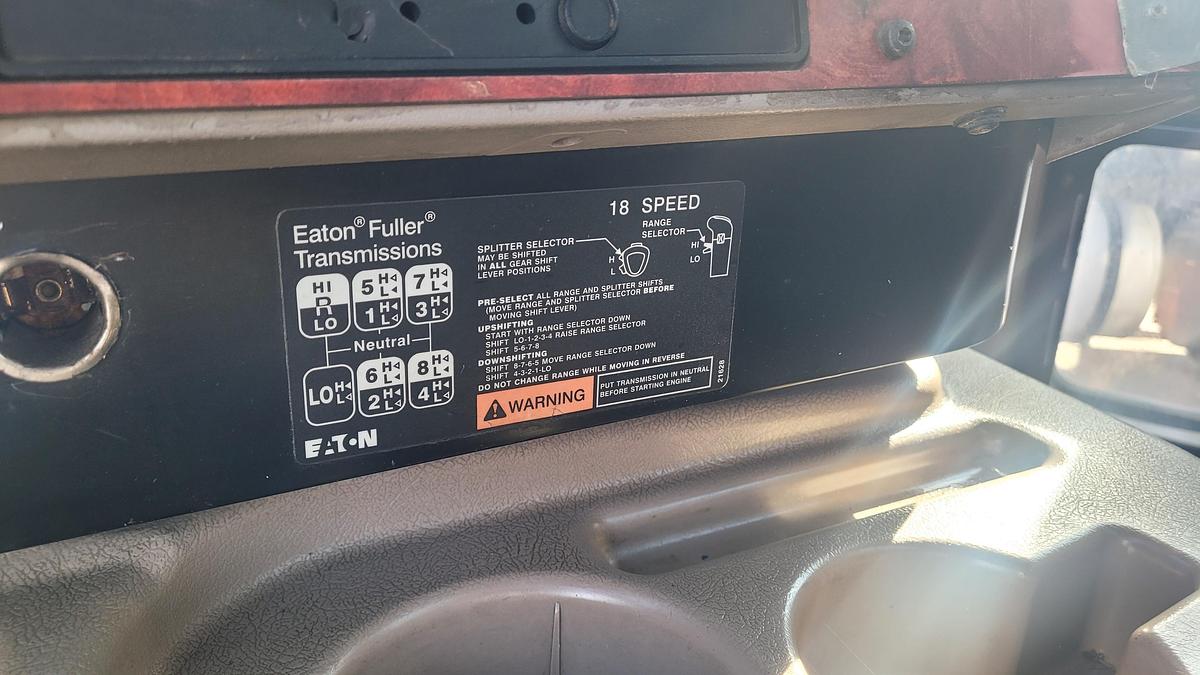 Eaton® Fuller®
Transmissions
HI
R
LO
5 H L
1 H L
7 H L
3 H L
Neutral
LO H L
6 H L
2 H L
8 H L
4 H L
EATON
18 SPEED
SPLITTER SELECTOR
MAY BE SHIFTED
IN ALL GEAR SHIFT
LEVER POSITIONS
H
L
RANGE
SELECTOR
HI
LO
PRE-SELECT ALL RANGE AND SPLITTER SHIFTS
(MOVE RANGE AND SPLITTER SELECTOR BEFORE
MOVING SHIFT LEVER)
UPSHIFTING
START WITH RANGE SELECTOR DOWN
SHIFT LO-1-2-3-4 RAISE RANGE SELECTOR
SHIFT 5-6-7-8
DOWNSHIFTING
SHIFT 8-7-6-5 MOVE RANGE SELECTOR DOWN
SHIFT 4-3-2-1-LO
DO NOT CHANGE RANGE WHILE MOVING IN REVERSE
WARNING
PUT TRANSMISSION IN NEUTRAL
BEFORE STARTING ENGINE
21628